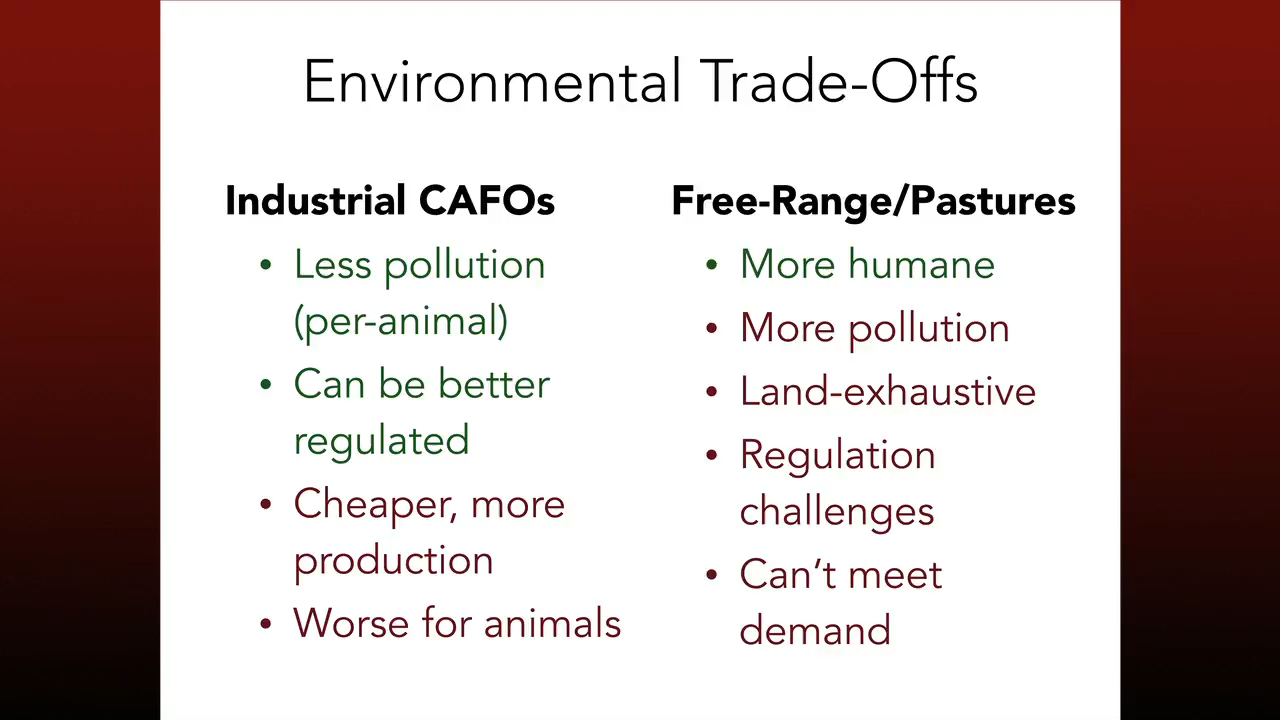 Environmental Trade-Offs
Industrial CAFOs
• Less pollution
(per-animal)
• Can be better
regulated
• Cheaper, more
production
• Worse for animals
Free-Range/Pastures
• More humane
• More pollution
• Land-exhaustive
• Regulation
challenges
• Can’t meet
demand